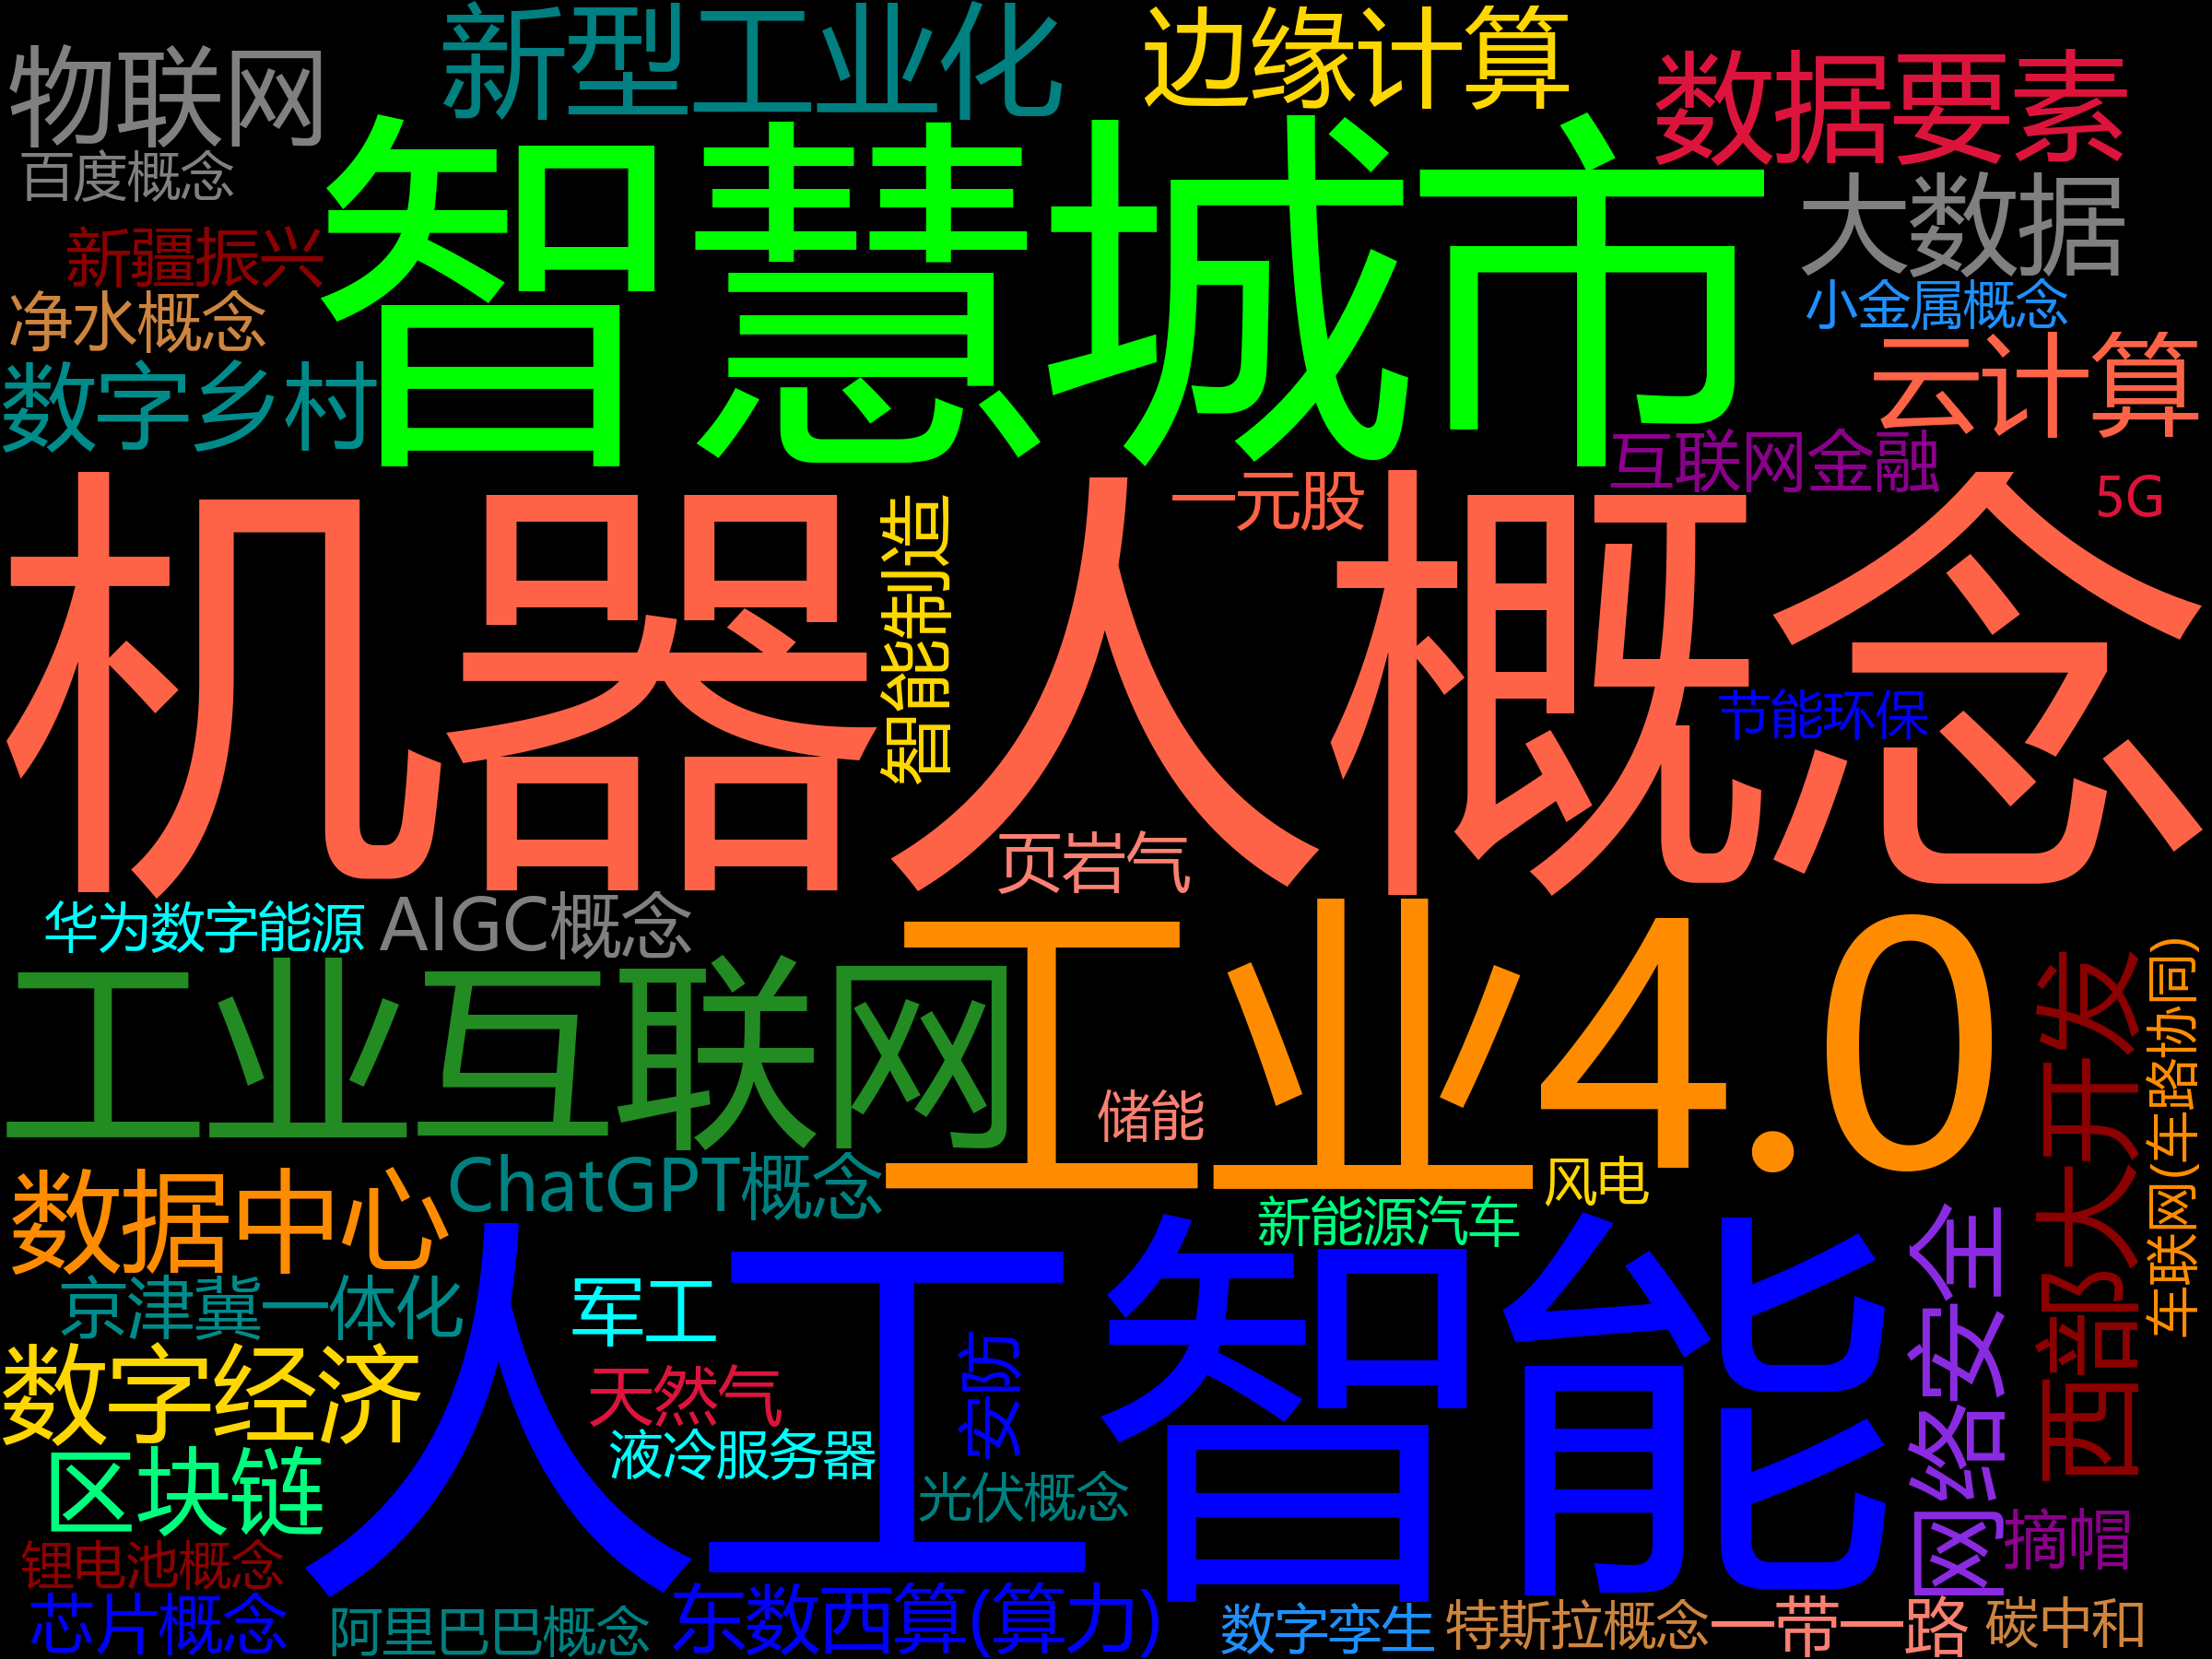 新型工业化
边缘计算
物联网
数据要素
百度概念
智慧城市
大数据
新疆振兴
净水概念
小金属概念
数字乡村
云计算
互联网金融
一元股
5G
机器人概念
智能制造
节能环保
页岩气
华为数字能源
AIGC概念
工业4.0
工业互联网
西部大开发
车联网(车路协同)
储能
ChatGPT概念
风电
数据中心
新能源汽车
人工智能
网络安全
京津冀一体化
军工
数字经济
安防
天然气
液冷服务器
区块链
光伏概念
摘帽
锂电池概念
芯片概念
阿里巴巴概念
东数西算(算力)
数字孪生
特斯拉概念
一带一路
碳中和